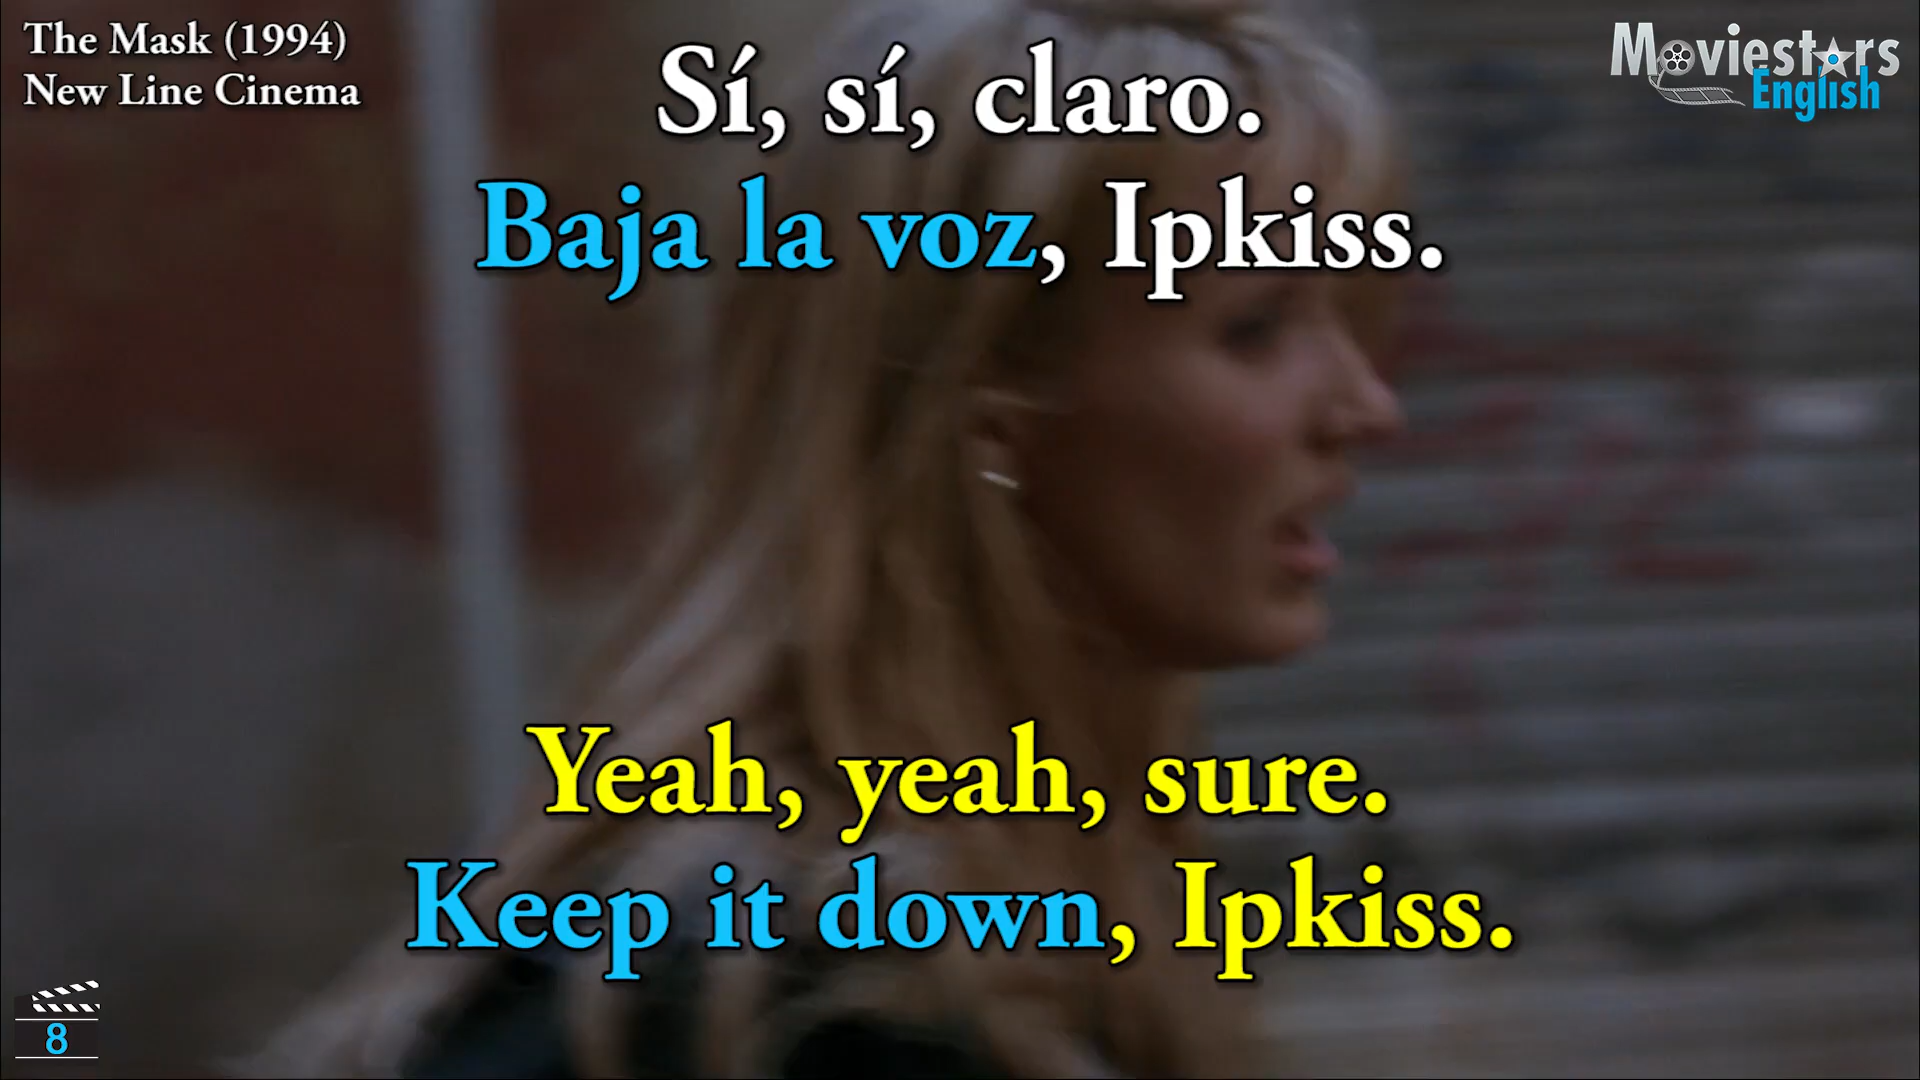 The Mask (1994)
New Line Cinema
Moviestars
English
Sí, sí, claro.
Baja la voz, Ipkiss.
Yeah, yeah, sure.
Keep it down, Ipkiss.
8